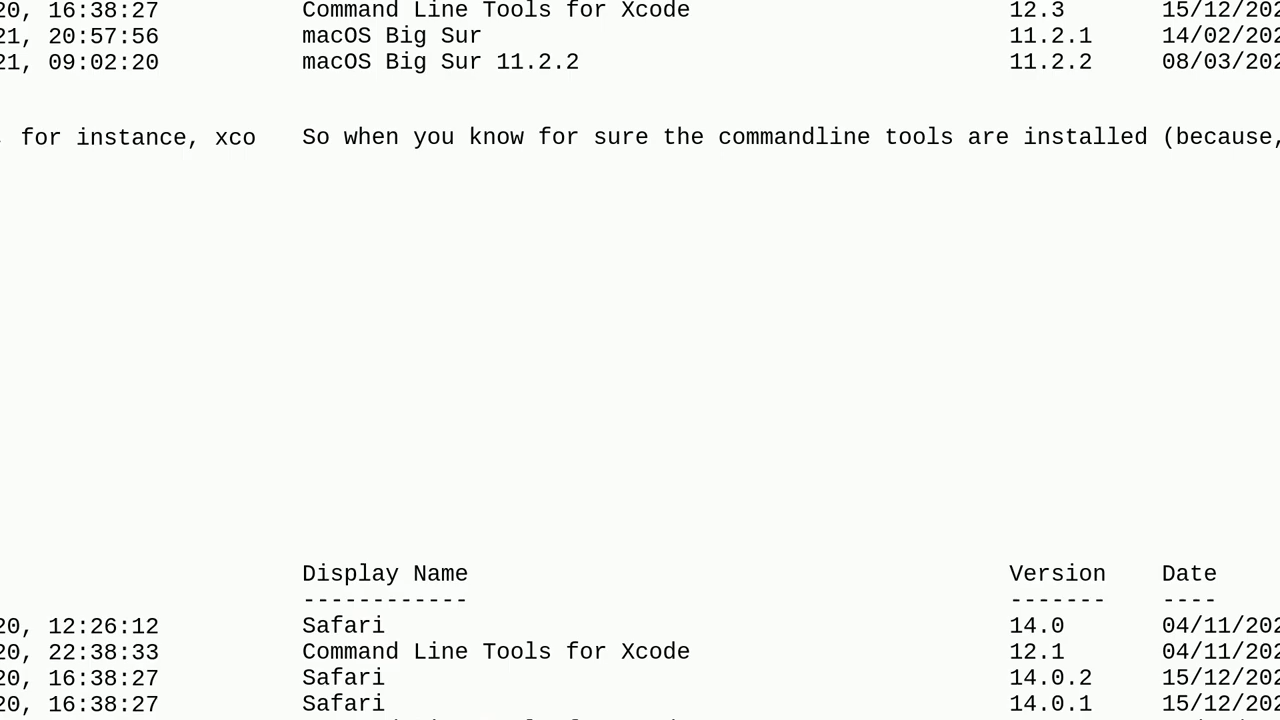 20, 16:38:27 Command Line Tools for Xcode 12.3 15/12/202
21, 20:57:56 macOS Big Sur 11.2.1 14/02/202
21, 09:02:20 macOS Big Sur 11.2.2 08/03/202
for instance, xco So when you know for sure the commandline tools are installed (because,
Display Name Version Date
------------ ------- ----
20, 12:26:12 Safari 14.0 04/11/202
20, 22:38:33 Command Line Tools for Xcode 12.1 04/11/202
20, 16:38:27 Safari 14.0.2 15/12/202
20, 16:38:27 Safari 14.0.1 15/12/202